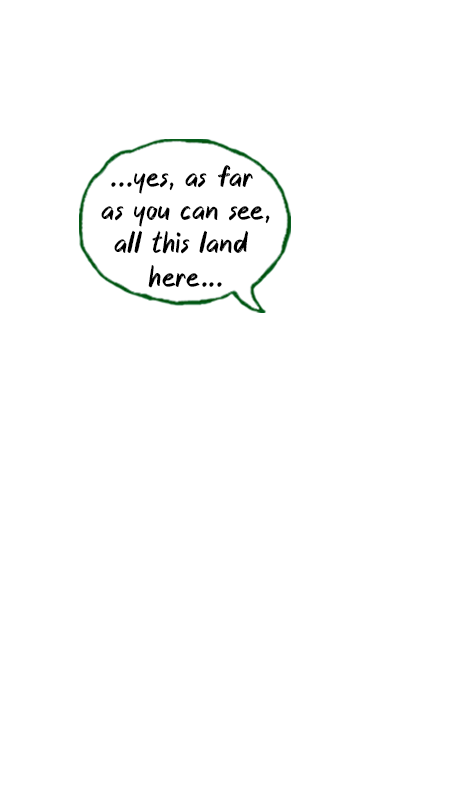 ...yes, as far
as you can see,
all this land
here...